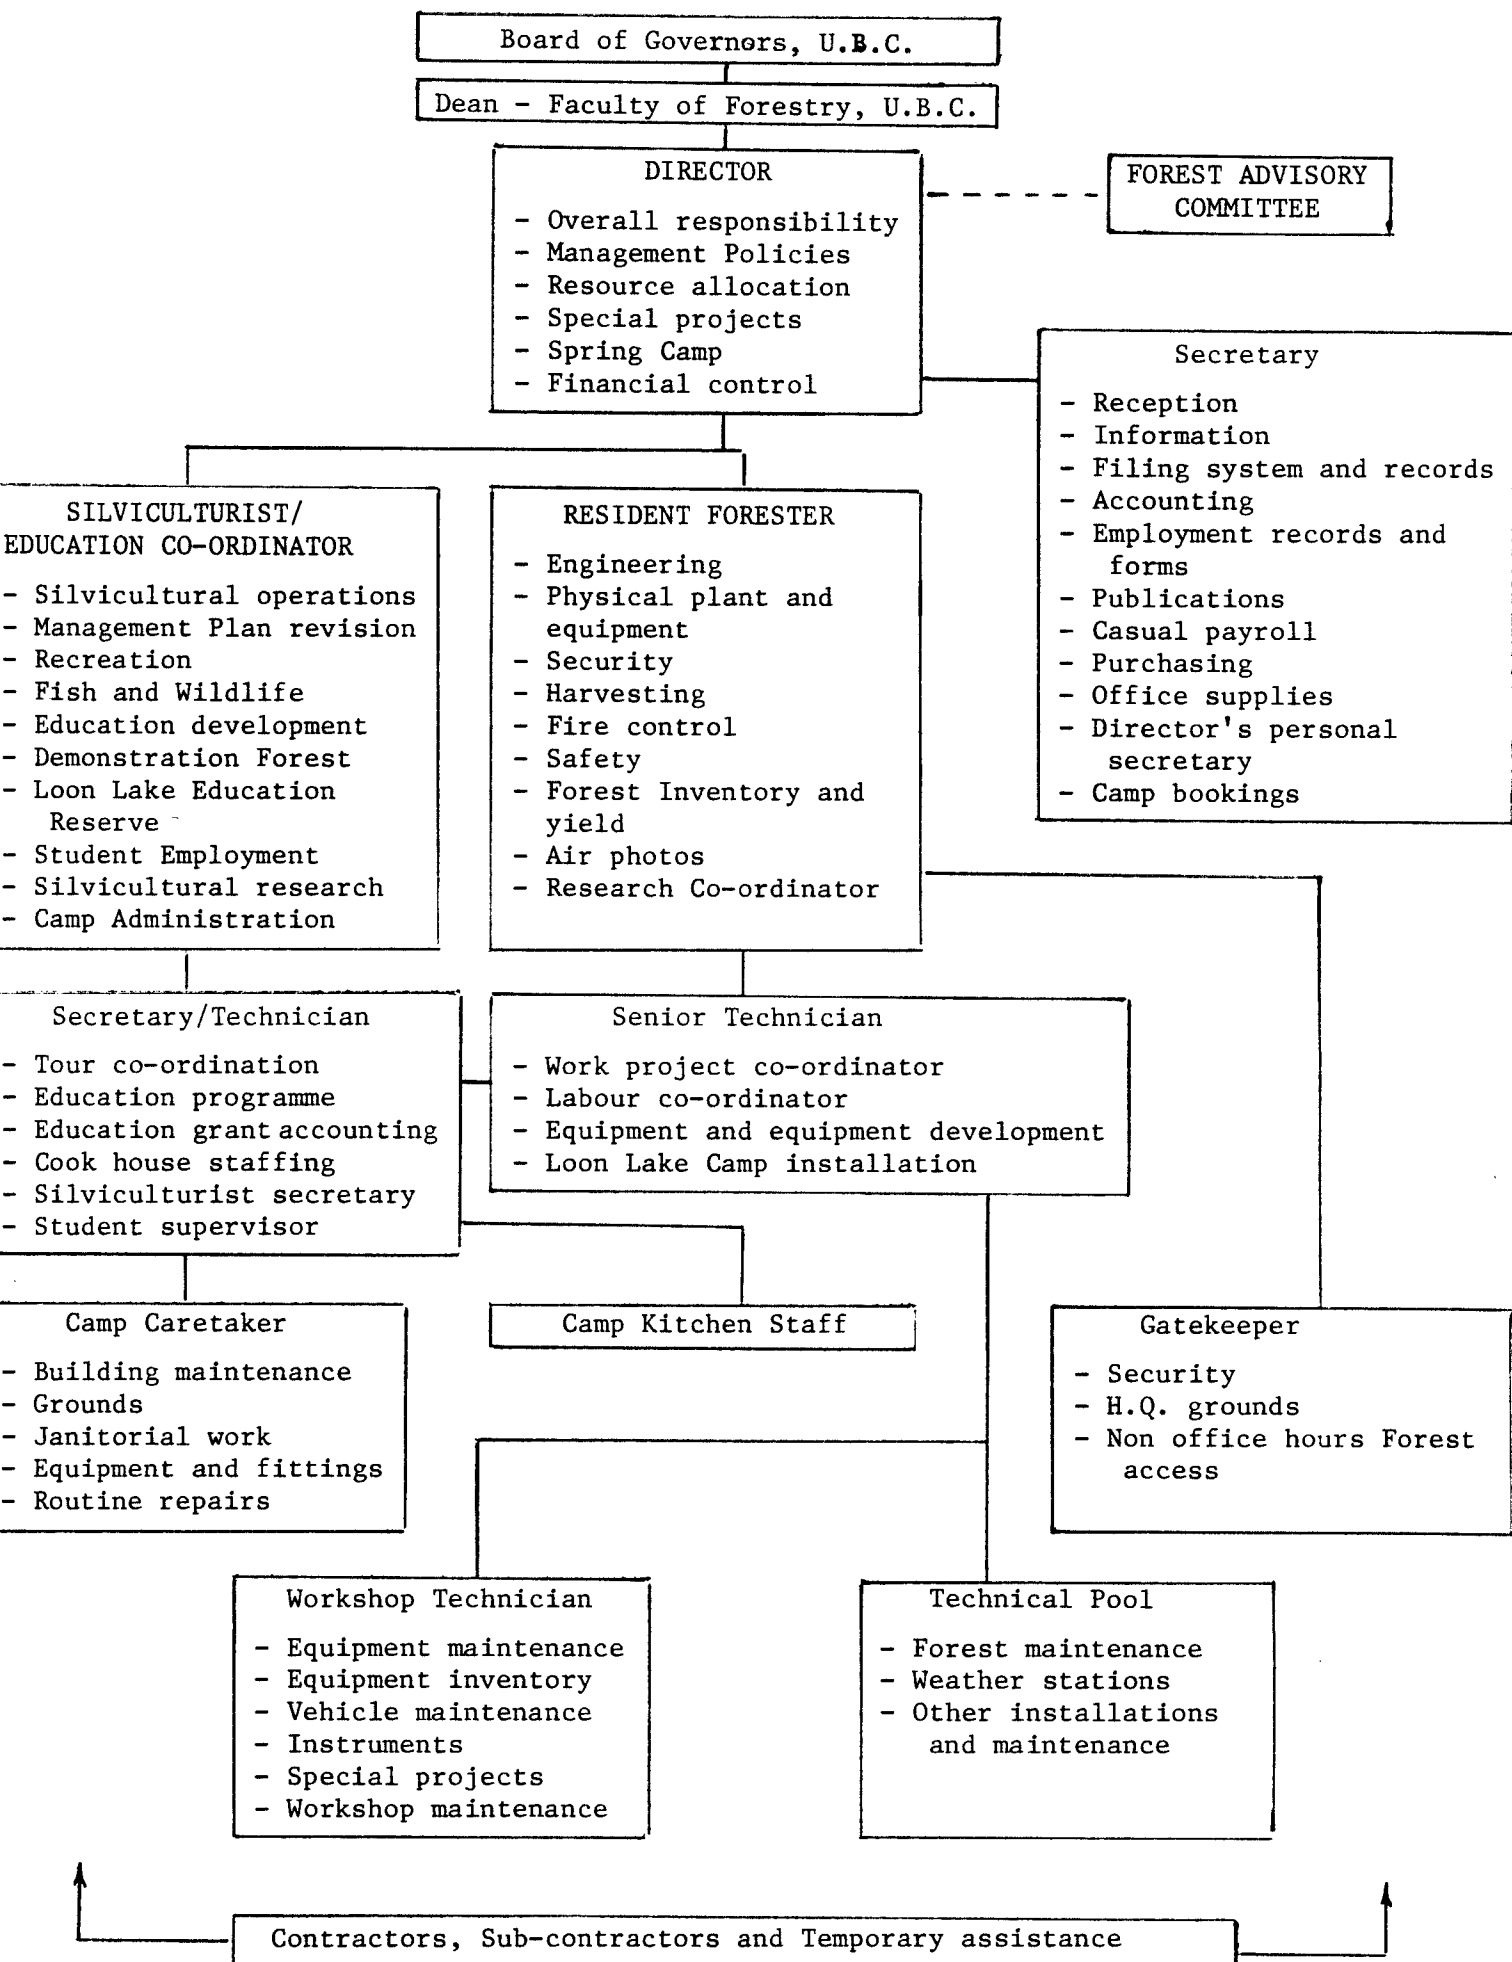 Board of Governors, U.B.C.
Dean - Faculty of Forestry, U.B.C.
DIRECTOR
- Overall responsibility
- Management Policies
- Resource allocation
- Special projects
- Spring Camp
- Financial control
FOREST ADVISORY
COMMITTEE
Secretary
- Reception
- Information
- Filing system and records
- Accounting
- Employment records and
forms
- Publications
- Casual payroll
- Purchasing
- Office supplies
- Director's personal
secretary
- Camp bookings
SILVICULTURIST/
EDUCATION CO-ORDINATOR
- Silvicultural operations
- Management Plan revision
- Recreation
- Fish and Wildlife
- Education development
- Demonstration Forest
- Loon Lake Education
Reserve
- Student Employment
- Silvicultural research
- Camp Administration
RESIDENT FORESTER
- Engineering
- Physical plant and
equipment
- Security
- Harvesting
- Fire control
- Safety
- Forest Inventory and
yield
- Air photos
- Research Co-ordinator
Secretary/Technician
- Tour co-ordination
- Education programme
- Education grant accounting
- Cook house staffing
- Silviculturist secretary
- Student supervisor
Senior Technician
- Work project co-ordinator
- Labour co-ordinator
- Equipment and equipment development
- Loon Lake Camp installation
Camp Caretaker
- Building maintenance
- Grounds
- Janitorial work
- Equipment and fittings
- Routine repairs
Camp Kitchen Staff
Gatekeeper
- Security
- H.Q. grounds
- Non office hours Forest
access
Workshop Technician
- Equipment maintenance
- Equipment inventory
- Vehicle maintenance
- Instruments
- Special projects
- Workshop maintenance
Technical Pool
- Forest maintenance
- Weather stations
- Other installations
and maintenance
Contractors, Sub-contractors and Temporary assistance